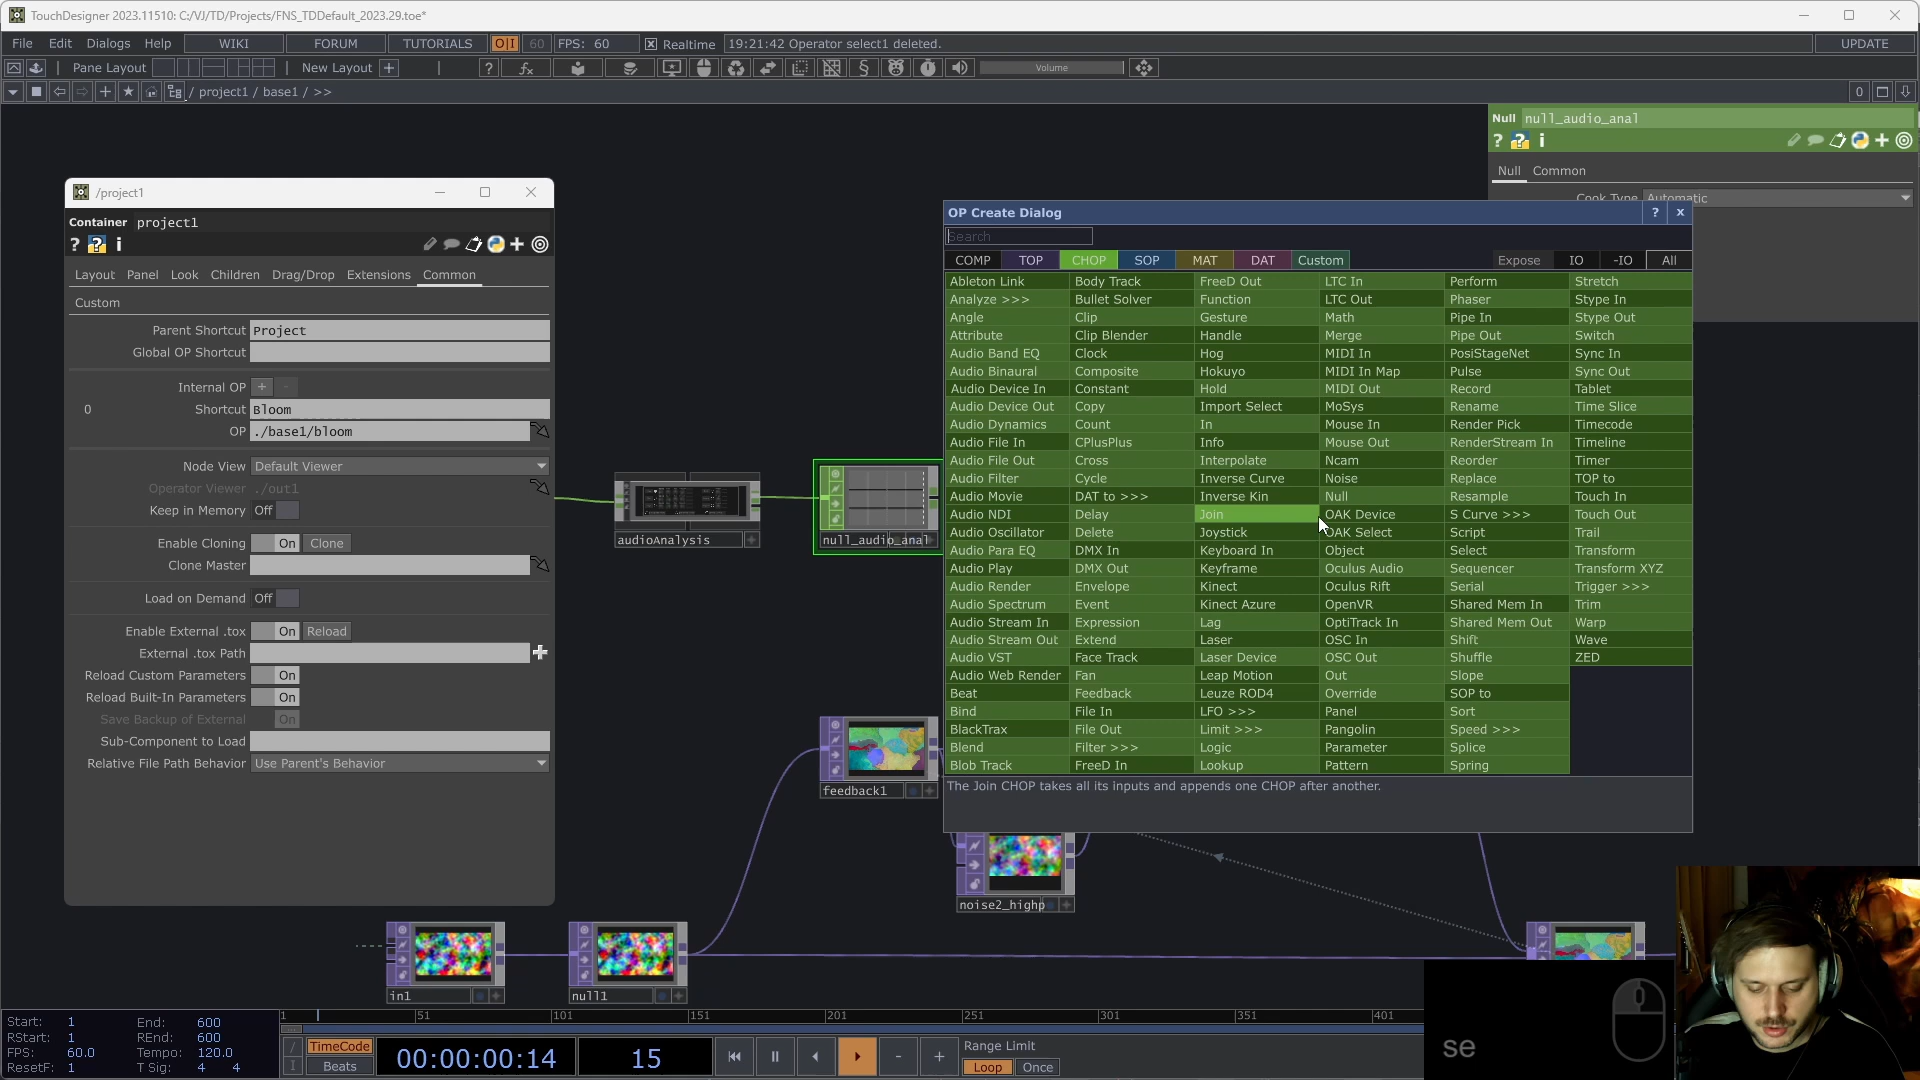 TouchDesigner 2023.11510: C:/VJ/TD/Projects/FNS_TDDefault_2023.29.toe*
File Edit Dialogs Help WIKI FORUM TUTORIALS O|I 60 FPS: 60 Realtime 19:21:42 Operator select1 deleted. UPDATE
Pane Layout New Layout + ? Volume
/ project1 / base1 / >> 0
Null null_audio_anal
? ? i
Null Common
Cook Type Automatic
/project1
Container project1
? ? i
Layout Panel Look Children Drag/Drop Extensions Common
Custom
Parent Shortcut Project
Global OP Shortcut
Internal OP + -
0 Shortcut Bloom
OP ./base1/bloom
Node View Default Viewer
Operator Viewer ./out1
Keep in Memory Off
Enable Cloning On Clone
Clone Master
Load on Demand Off
Enable External .tox On Reload
External .tox Path
Reload Custom Parameters On
Reload Built-In Parameters On
Save Backup of External On
Sub-Component to Load
Relative File Path Behavior Use Parent's Behavior
audioAnalysis
null_audio_anal
feedback1
noise2_highp
in1
null1
OP Create Dialog ? x
Search
COMP TOP CHOP SOP MAT DAT Custom Expose IO -IO All
Ableton Link Body Track FreeD Out LTC In Perform Stretch
Analyze >>> Bullet Solver Function LTC Out Phaser Stype In
Angle Clip Gesture Math Pipe In Stype Out
Attribute Clip Blender Handle Merge Pipe Out Switch
Audio Band EQ Clock Hog MIDI In PosiStageNet Sync In
Audio Binaural Composite Hokuyo MIDI In Map Pulse Sync Out
Audio Device In Constant Hold MIDI Out Record Tablet
Audio Device Out Copy Import Select MoSys Rename Time Slice
Audio Dynamics Count In Mouse In Render Pick Timecode
Audio File In CPlusPlus Info Mouse Out RenderStream In Timeline
Audio File Out Cross Interpolate Ncam Reorder Timer
Audio Filter Cycle Inverse Curve Noise Replace TOP to
Audio Movie DAT to >>> Inverse Kin Null Resample Touch In
Audio NDI Delay Join OAK Device S Curve >>> Touch Out
Audio Oscillator Delete Joystick OAK Select Script Trail
Audio Para EQ DMX In Keyboard In Object Select Transform
Audio Play DMX Out Keyframe Oculus Audio Sequencer Transform XYZ
Audio Render Envelope Kinect Oculus Rift Serial Trigger >>>
Audio Spectrum Event Kinect Azure OpenVR Shared Mem In Trim
Audio Stream In Expression Lag OptiTrack In Shared Mem Out Warp
Audio Stream Out Extend Laser OSC In Shift Wave
Audio VST Face Track Laser Device OSC Out Shuffle ZED
Audio Web Render Fan Leap Motion Out Slope
Beat Feedback Leuze ROD4 Override SOP to
Bind File In LFO >>> Panel Sort
BlackTrax File Out Limit >>> Pangolin Speed >>>
Blend Filter >>> Logic Parameter Splice
Blob Track FreeD In Lookup Pattern Spring
The Join CHOP takes all its inputs and appends one CHOP after another.
Start: 1 End: 600
RStart: 1 REnd: 600
FPS: 60.0 Tempo: 120.0
ResetF: 1 T Sig: 4 4
1 51 101 151 201 251 301 351 401
/ TimeCode
I Beats
00:00:00:14 15
- +
Range Limit
Loop Once
se